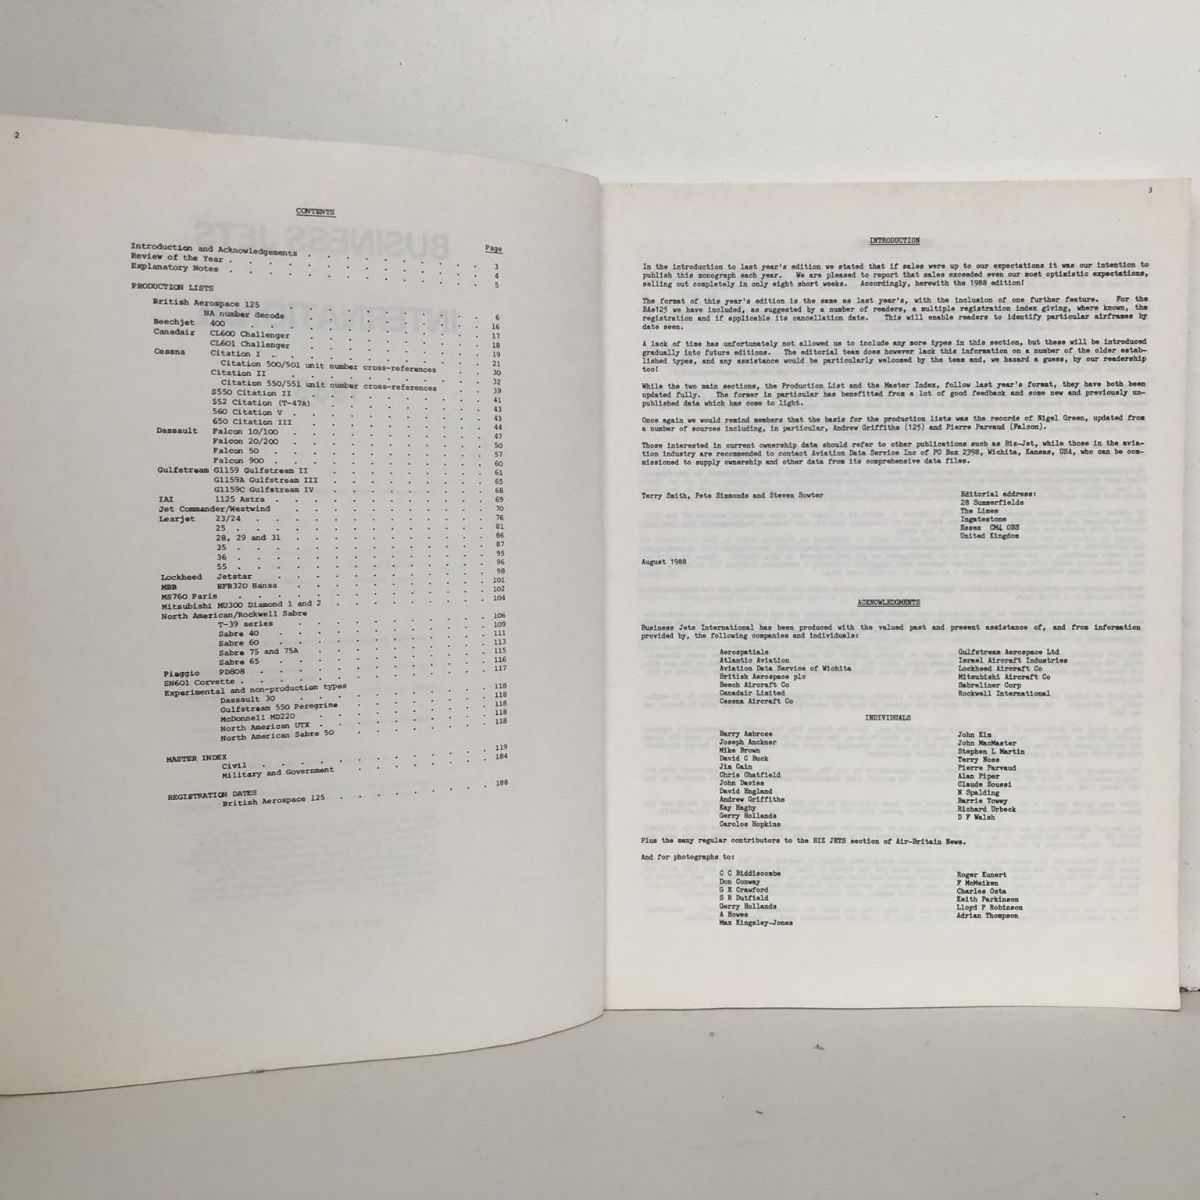 2
CONTENTS
Page
Introduction and Acknowledgements . . . . . . . 3
Review of the Year . . . . . . . . . . 4
Explanatory Notes . . . . . . . . . . 5
PRODUCTION LISTS
British Aerospace 125 . . . . . . . . 6
NA number decode . . . . . . . . 16
Beechjet 400 . . . . . . . . 17
Canadair CL600 Challenger . . . . . . . . 18
CL601 Challenger . . . . . . . . 19
Cessna Citation I . . . . . . . . 21
Citation 500/501 unit number cross-references . . 30
Citation II . . . . . . . . 32
Citation 550/551 unit number cross-references . . 39
S550 Citation II . . . . . . . . 41
552 Citation (T-47A) . . . . . . . . 43
560 Citation V . . . . . . . . 43
650 Citation III . . . . . . . . 44
Dassault Falcon 10/100 . . . . . . . . 47
Falcon 20/200 . . . . . . . . 50
Falcon 50 . . . . . . . . 57
Falcon 900 . . . . . . . . 60
Gulfstream G1159 Gulfstream II . . . . . . . 61
G1159A Gulfstream III . . . . . . . 65
G1159C Gulfstream IV . . . . . . . 68
IAI 1125 Astra . . . . . . . . 69
Jet Commander/Westwind . . . . . . . . 70
Learjet 23/24 . . . . . . . . 76
25 . . . . . . . . 81
28, 29 and 31 . . . . . . . . 86
35 . . . . . . . . 87
36 . . . . . . . . 95
55 . . . . . . . . 96
Lockheed Jetstar . . . . . . . . 98
MBB HFB320 Hansa . . . . . . . . 101
MS760 Paris . . . . . . . . 102
Mitsubishi MU300 Diamond 1 and 2 . . . . . . 104
North American/Rockwell Sabre
T-39 series . . . . . . . . 106
Sabre 40 . . . . . . . . 109
Sabre 60 . . . . . . . . 111
Sabre 75 and 75A . . . . . . . . 113
Sabre 65 . . . . . . . . 115
Piaggio PD808 . . . . . . . . 116
SN601 Corvette . . . . . . . . 117
Experimental and non-production types
Dassault 30 . . . . . . . . 118
Gulfstream 550 Peregrine . . . . . . . 118
McDonnell MD220 . . . . . . . . 118
North American UTX . . . . . . . . 118
North American Sabre 50 . . . . . . . 118
MASTER INDEX
Civil . . . . . . . . 119
Military and Government . . . . . . . 184
REGISTRATION DATES
British Aerospace 125 . . . . . . . . 188
3
INTRODUCTION
In the introduction to last year's edition we stated that if sales were up to our expectations it was our intention to
publish this monograph each year. We are pleased to report that sales exceeded even our most optimistic expectations,
selling out completely in only eight short weeks. Accordingly, herewith the 1988 edition!
The format of this year's edition is the same as last year's, with the inclusion of one further feature. For the
BAe125 we have included, as suggested by a number of readers, a multiple registration index giving, where known, the
registration and if applicable its cancellation date. This will enable readers to identify particular airframes by
date seen.
A lack of time has unfortunately not allowed us to include any more types in this section, but these will be introduced
gradually into future editions. The editorial team does however lack this information on a number of the older estab-
lished types, and any assistance would be particularly welcomed by the team and, we hazard a guess, by our readership
too!
While the two main sections, the Production List and the Master Index, follow last year's format, they have both been
updated fully. The former in particular has benefitted from a lot of good feedback and some new and previously un-
published data which has come to light.
Once again we would remind members that the basis for the production lists was the records of Nigel Green, updated from
a number of sources including, in particular, Andrew Griffiths (125) and Pierre Parvaud (Falcon).
Those interested in current ownership data should refer to other publications such as Biz-Jet, while those in the avia-
tion industry are recommended to contact Aviation Data Service Inc of PO Box 2398, Wichita, Kansas, USA, who can be com-
missioned to supply ownership and other data from its comprehensive data files.
Terry Smith, Pete Simmonds and Steven Sowter
Editorial address:
28 Summerfields
The Limes
Ingatestone
Essex CM4 OBS
United Kingdom
August 1988
ACKNOWLEDGMENTS
Business Jets International has been produced with the valued past and present assistance of, and from information
provided by, the following companies and individuals:
Aerospatiale
Atlantic Aviation
Aviation Data Service of Wichita
British Aerospace plc
Beech Aircraft Co
Canadair Limited
Cessna Aircraft Co
Gulfstream Aerospace Ltd
Israel Aircraft Industries
Lockheed Aircraft Co
Mitsubishi Aircraft Co
Sabreliner Corp
Rockwell International
INDIVIDUALS
Barry Ambrose
Joseph Anckner
Mike Brown
David C Buck
Jim Cain
Chris Chatfield
John Davies
David England
Andrew Griffiths
Kay Hagby
Gerry Hollands
Carolos Hopkins
John Kim
John MacMaster
Stephen L Martin
Terry Noss
Pierre Parvaud
Alan Piper
Claude Soussi
N Spalding
Barrie Towey
Richard Urbeck
D F Walsh
Plus the many regular contributors to the BIZ JETS section of Air-Britain News.
And for photographs to:
C C Biddiscombe
Don Conway
G E Crawford
S R Dutfield
Gerry Hollands
A Howes
Max Kingsley-Jones
Roger Kunert
F McMeiken
Charles Osta
Keith Parkinson
Lloyd P Robinson
Adrian Thompson